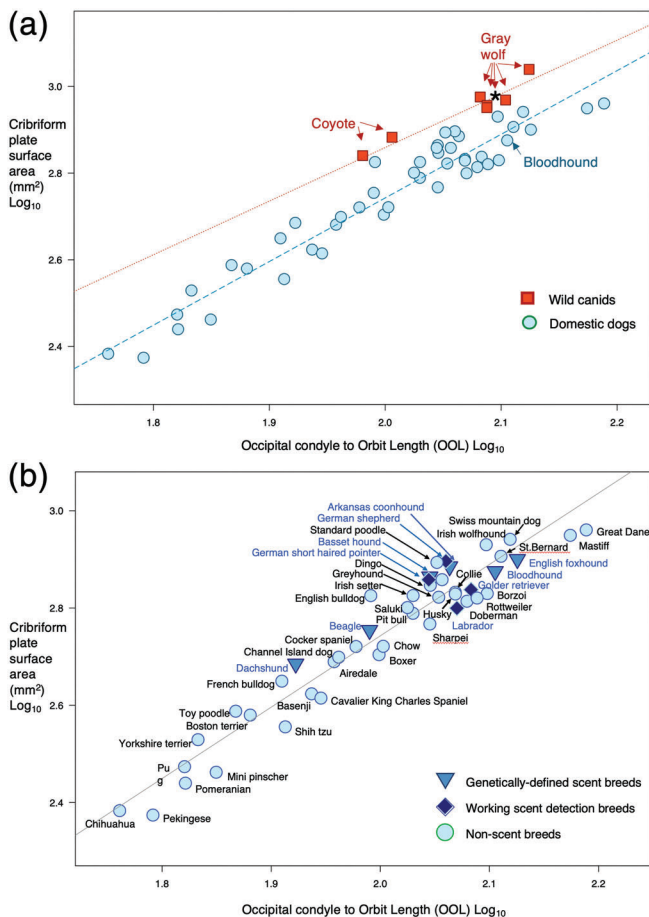 (a)
Gray
wolf
3.0
Cribriform
plate
surface
area
(mm²)
Log₁₀
Coyote
*
Bloodhound
2.8
2.6
Wild canids
Domestic dogs
2.4
1.8
1.9
2.0
2.1
2.2
Occipital condyle to Orbit Length (OOL) Log₁₀
(b)
Arkansas coonhound
German shepherd
Standard poodle
Basset hound
German short haired pointer
Dingo
Greyhound
Irish setter
English bulldog
Swiss mountain dog
Irish wolfhound
St.Bernard
Great Dane
Mastiff
English foxhound
Bloodhound
Collie
Golder retriever
Borzoi
Rottweiler
Doberman
Labrador
Husky
Saluki
Pit bull
Sharpei
Beagle
Cocker spaniel
Channel Island dog
Chow
Boxer
Dachshund
Airedale
French bulldog
Basenji
Cavalier King Charles Spaniel
Toy poodle
Boston terrier
Shih tzu
Yorkshire terrier
Pu
g
Mini pinscher
Pomeranian
Chihuahua
Pekingese
3.0
2.8
2.6
2.4
Cribriform
plate
surface
area
(mm²)
Log₁₀
Genetically-defined scent breeds
Working scent detection breeds
Non-scent breeds
1.8
1.9
2.0
2.1
2.2
Occipital condyle to Orbit Length (OOL) Log₁₀